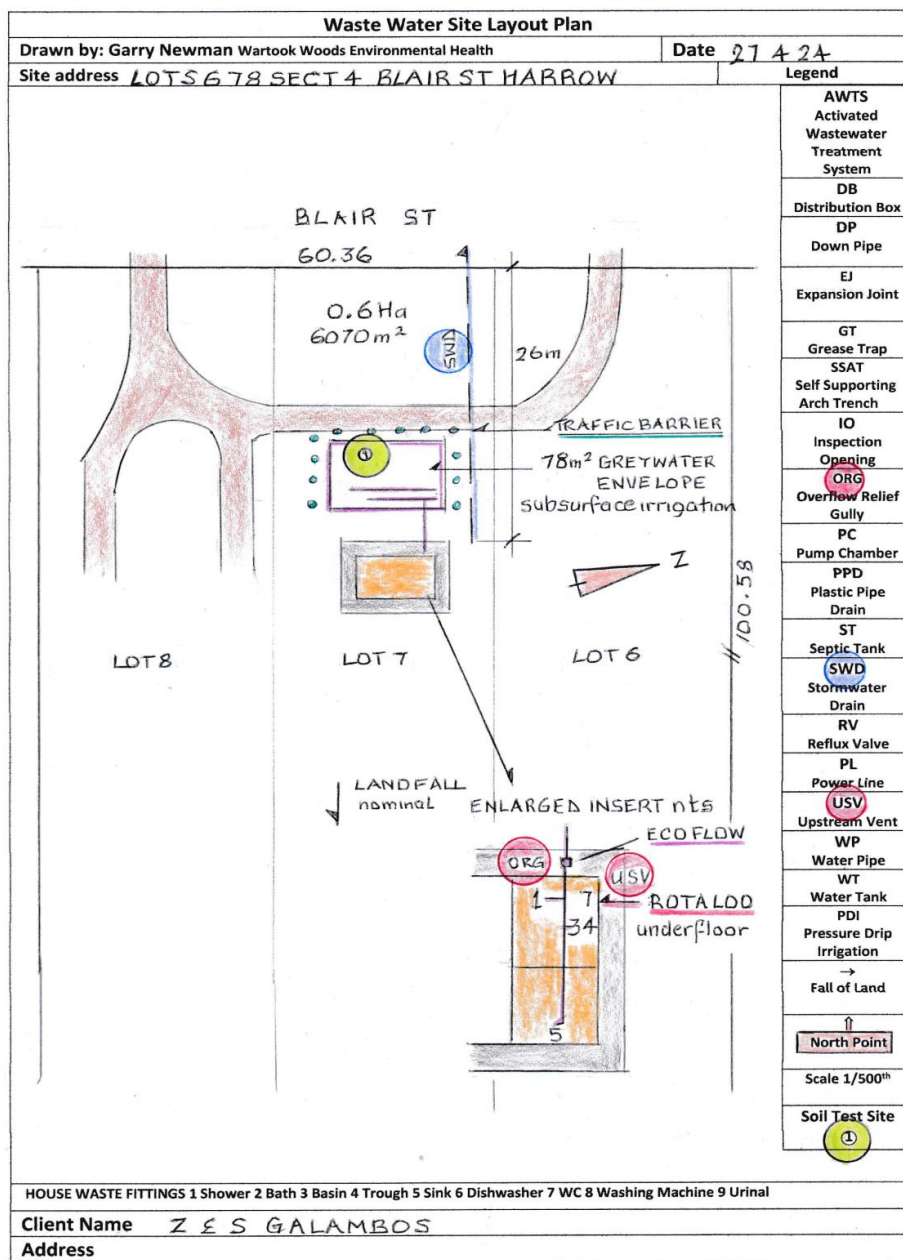 Waste Water Site Layout Plan
Drawn by: Garry Newman Wartook Woods Environmental Health
Date 27 4 24
Site address LOTS 6 7 8 SECT 4 BLAIR ST HARROW
Legend
BLAIR ST
60.36
0.6 Ha
6070 m²
SWD
26m
TRAFFIC BARRIER
①
78m² GREYWATER
ENVELOPE
subsurface irrigation
Z
100.58
LOT 8
LOT 7
LOT 6
LANDFALL
nominal
ENLARGED INSERT nts
ECO FLOW
ORG
USV
1
7
ROTALOO
34
underfloor
5
AWTS
Activated
Wastewater
Treatment
System
DB
Distribution Box
DP
Down Pipe
EJ
Expansion Joint
GT
Grease Trap
SSAT
Self Supporting
Arch Trench
IO
Inspection
Opening
ORG
Overflow Relief
Gully
PC
Pump Chamber
PPD
Plastic Pipe
Drain
ST
Septic Tank
SWD
Stormwater
Drain
RV
Reflux Valve
PL
Power Line
USV
Upstream Vent
WP
Water Pipe
WT
Water Tank
PDI
Pressure Drip
Irrigation
→
Fall of Land
⇧
North Point
Scale 1/500th
Soil Test Site
①
HOUSE WASTE FITTINGS 1 Shower 2 Bath 3 Basin 4 Trough 5 Sink 6 Dishwasher 7 WC 8 Washing Machine 9 Urinal
Client Name Z & S GALAMBOS
Address